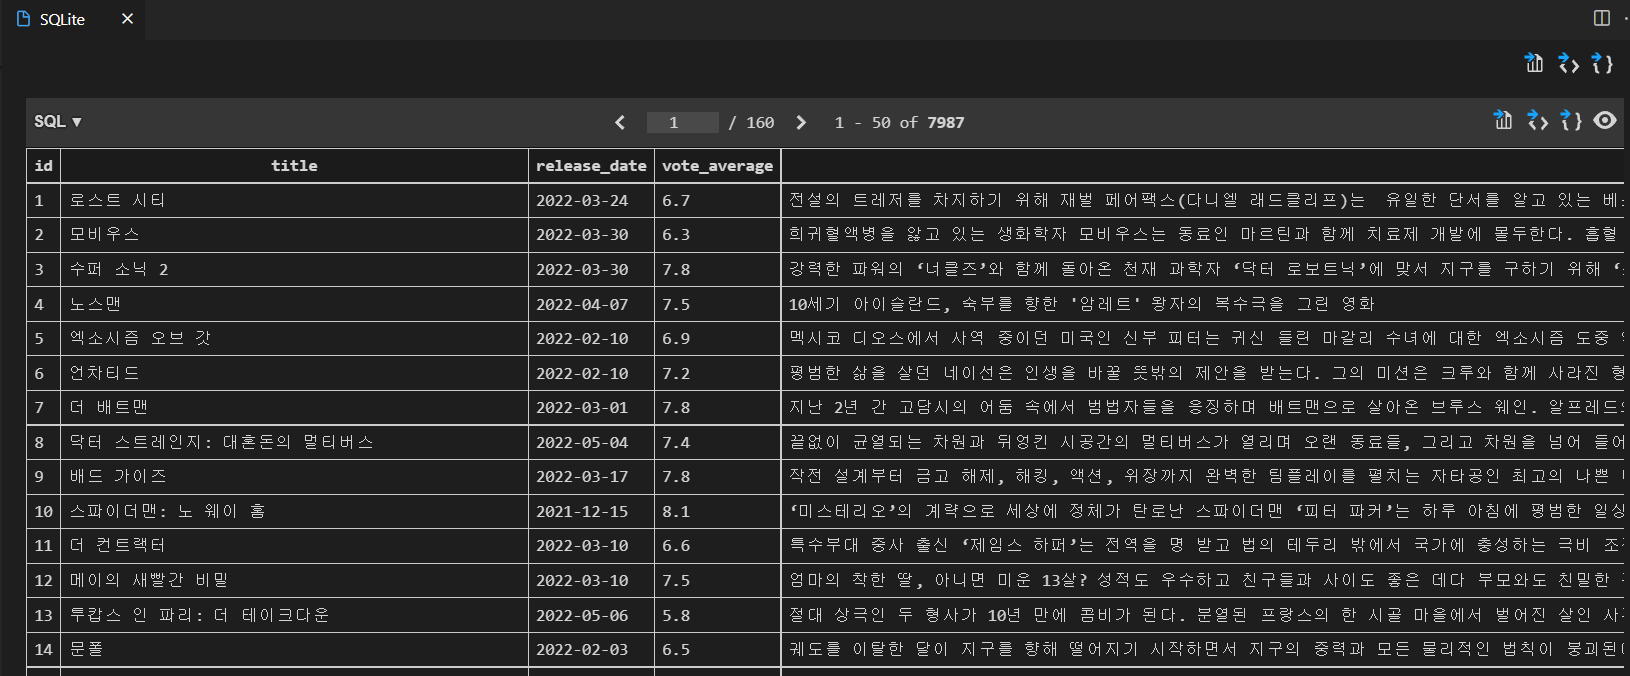 SQLite
SQL ▼
1 / 160 1 - 50 of 7987
id title release_date vote_average
1 로스트 시티 2022-03-24 6.7 전설의 트레저를 차지하기 위해 재벌 페어팩스(다니엘 래드클리프)는 유일한 단서를 알고 있는
2 모비우스 2022-03-30 6.3 희귀혈액병을 앓고 있는 생화학자 모비우스는 동료인 마르틴과 함께 치료제 개발에 몰두한다. 흡혈
3 수퍼 소닉 2 2022-03-30 7.8 강력한 파워의 ‘너클즈’와 함께 돌아온 천재 과학자 ‘닥터 로보트닉’에 맞서 지구를 구하기 위해
4 노스맨 2022-04-07 7.5 10세기 아이슬란드, 숙부를 향한 '암레트' 왕자의 복수극을 그린 영화
5 엑소시즘 오브 갓 2022-02-10 6.9 멕시코 디오스에서 사역 중이던 미국인 신부 피터는 귀신 들린 마갈리 수녀에 대한 엑소시즘 도중
6 언차티드 2022-02-10 7.2 평범한 삶을 살던 네이선은 인생을 바꿀 뜻밖의 제안을 받는다. 그의 미션은 크루와 함께 사라진
7 더 배트맨 2022-03-01 7.8 지난 2년 간 고담시의 어둠 속에서 범법자들을 응징하며 배트맨으로 살아온 브루스 웨인. 알프레드
8 닥터 스트레인지: 대혼돈의 멀티버스 2022-05-04 7.4 끝없이 균열되는 차원과 뒤엉킨 시공간의 멀티버스가 열리며 오랜 동료들, 그리고 차원을 넘어 들어
9 배드 가이즈 2022-03-17 7.8 작전 설계부터 금고 해제, 해킹, 액션, 위장까지 완벽한 팀플레이를 펼치는 자타공인 최고의 나쁜
10 스파이더맨: 노 웨이 홈 2021-12-15 8.1 ‘미스테리오’의 계략으로 세상에 정체가 탄로난 스파이더맨 ‘피터 파커’는 하루 아침에 평범한 일상
11 더 컨트랙터 2022-03-10 6.6 특수부대 중사 출신 ‘제임스 하퍼’는 전역을 명 받고 법의 테두리 밖에서 국가에 충성하는 극비
12 메이의 새빨간 비밀 2022-03-10 7.5 엄마의 착한 딸, 아니면 미운 13살? 성적도 우수하고 친구들과 사이도 좋은 데다 부모와도 친밀한
13 투캅스 인 파리: 더 테이크다운 2022-05-06 5.8 절대 상극인 두 형사가 10년 만에 콤비가 된다. 분열된 프랑스의 한 시골 마을에서 벌어진 살인
14 문폴 2022-02-03 6.5 궤도를 이탈한 달이 지구를 향해 떨어지기 시작하면서 지구의 중력과 모든 물리적인 법칙이 붕괴된